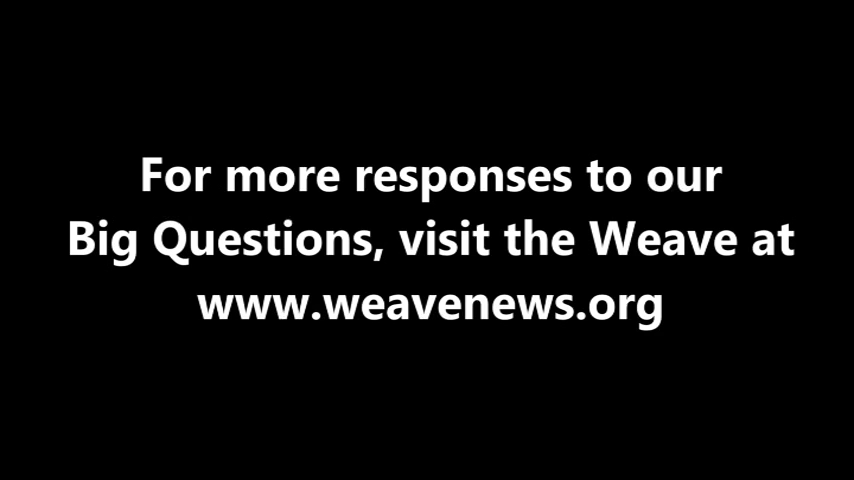 For more responses to our
Big Questions, visit the Weave at
www.weavenews.org